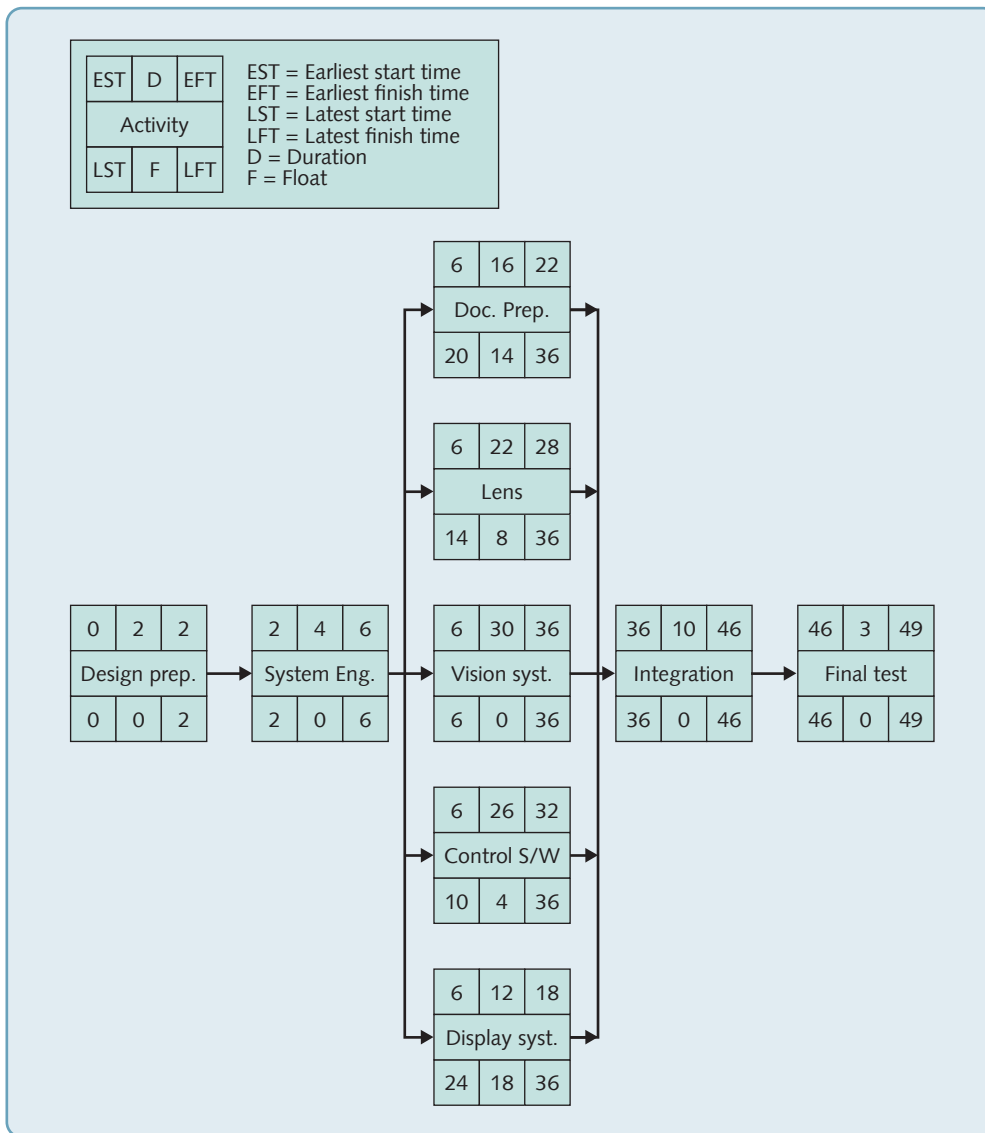 EST D EFT
Activity
LST F LFT
EST = Earliest start time
EFT = Earliest finish time
LST = Latest start time
LFT = Latest finish time
D = Duration
F = Float
6 16 22
Doc. Prep.
20 14 36
6 22 28
Lens
14 8 36
0 2 2
Design prep.
0 0 2
2 4 6
System Eng.
2 0 6
6 30 36
Vision syst.
6 0 36
36 10 46
Integration
36 0 46
46 3 49
Final test
46 0 49
6 26 32
Control S/W
10 4 36
6 12 18
Display syst.
24 18 36